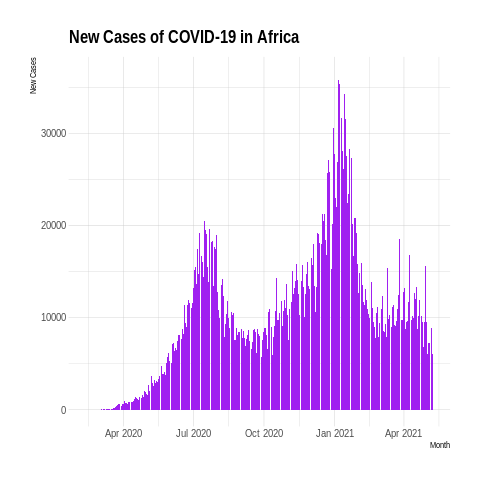 New Cases of COVID-19 in Africa
New Cases
30000
20000
10000
0
Apr 2020 Jul 2020 Oct 2020 Jan 2021 Apr 2021
Month